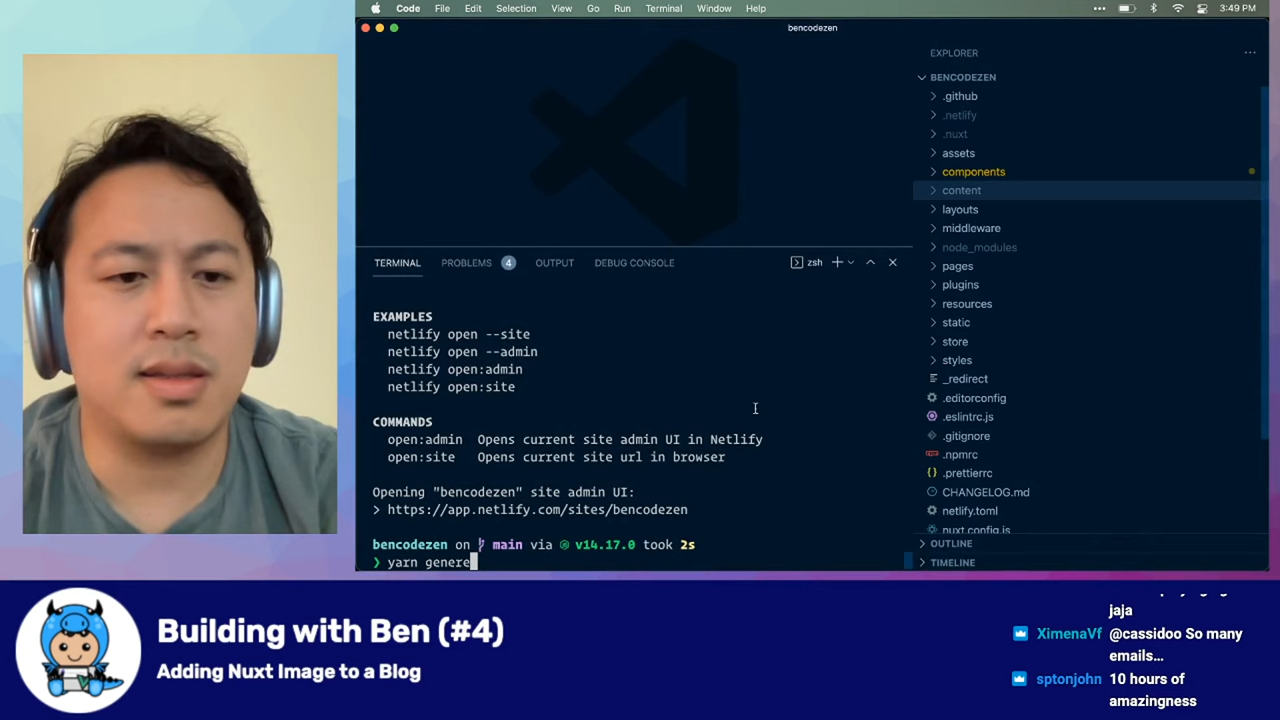 Code File Edit Selection View Go Run Terminal Window Help 3:49 PM
bencodezen
EXPLORER
BENCODEZEN
.github
.netlify
.nuxt
assets
components
content
layouts
middleware
node_modules
pages
plugins
resources
static
store
styles
_redirect
.editorconfig
.eslintrc.js
.gitignore
.npmrc
.prettierrc
CHANGELOG.md
netlify.toml
nuxt.config.js
OUTLINE
TIMELINE
TERMINAL PROBLEMS 4 OUTPUT DEBUG CONSOLE zsh
EXAMPLES
netlify open --site
netlify open --admin
netlify open:admin
netlify open:site
COMMANDS
open:admin Opens current site admin UI in Netlify
open:site Opens current site url in browser
Opening "bencodezen" site admin UI:
> https://app.netlify.com/sites/bencodezen
bencodezen on main via v14.17.0 took 2s
❯ yarn genere
Building with Ben (#4)
Adding Nuxt Image to a Blog
jaja
XimenaVf @cassidoo So many
emails…
sptonjohn 10 hours of
amazingness